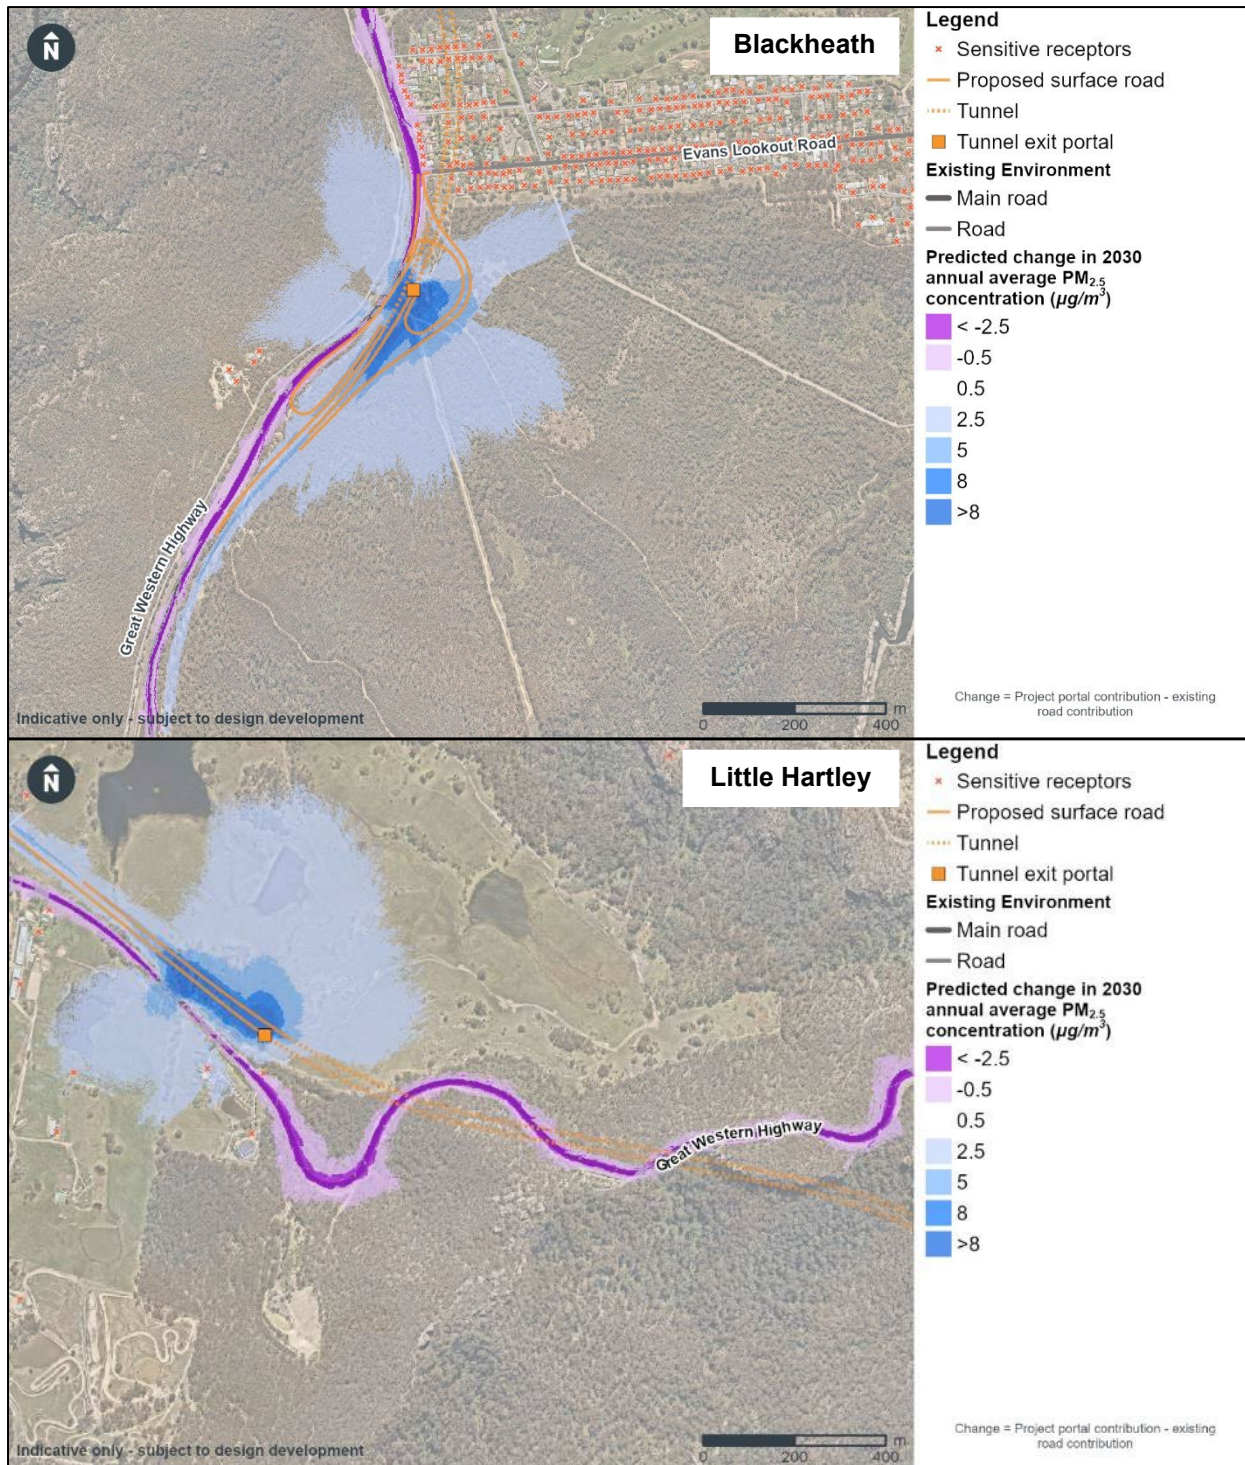 N
Blackheath
Evans Lookout Road
Great Western Highway
Indicative only - subject to design development
m
0 200 400
Legend
Sensitive receptors
Proposed surface road
Tunnel
Tunnel exit portal
Existing Environment
Main road
Road
Predicted change in 2030
annual average PM2.5
concentration (µg/m³)
< -2.5
-0.5
0.5
2.5
5
8
>8
Change = Project portal contribution - existing
road contribution
N
Little Hartley
Great Western Highway
Indicative only - subject to design development
m
0 200 400
Legend
Sensitive receptors
Proposed surface road
Tunnel
Tunnel exit portal
Existing Environment
Main road
Road
Predicted change in 2030
annual average PM2.5
concentration (µg/m³)
< -2.5
-0.5
0.5
2.5
5
8
>8
Change = Project portal contribution - existing
road contribution